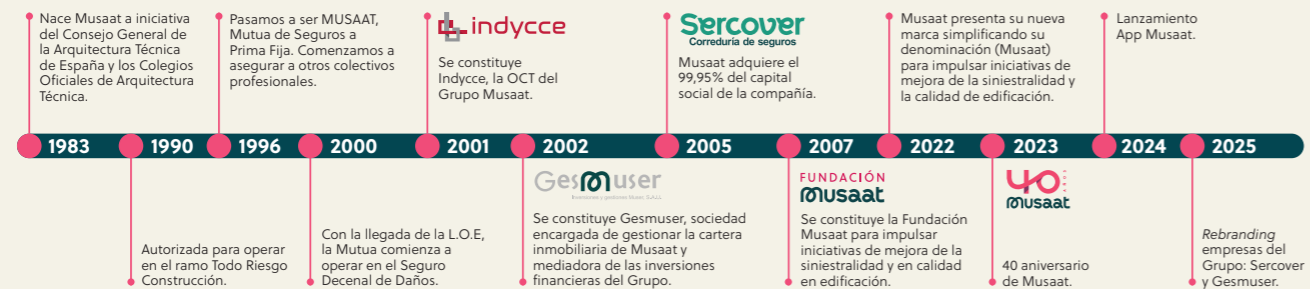 Nace Musaat a iniciativa
del Consejo General de
la Arquitectura Técnica
de España y los Colegios
Oficiales de Arquitectura
Técnica.
Pasamos a ser MUSAAT,
Mutua de Seguros a
Prima Fija. Comenzamos a
asegurar a otros colectivos
profesionales.
indycce
Se constituye
Indycce, la OCT del
Grupo Musaat.
Sercover
Correduría de seguros
Musaat adquiere el
99,95% del capital
social de la compañía.
Musaat presenta su nueva
marca simplificando su
denominación (Musaat)
para impulsar iniciativas de
mejora de la siniestralidad y
la calidad de edificación.
Lanzamiento
App Musaat.
1983 1990 1996 2000 2001 2002 2005 2007 2022 2023 2024 2025
Autorizada para operar
en el ramo Todo Riesgo
Construcción.
Con la llegada de la L.O.E,
la Mutua comienza a
operar en el Seguro
Decenal de Daños.
Gesmuser
Inversiones y gestiones Muser, S.A.U.
Se constituye Gesmuser, sociedad
encargada de gestionar la cartera
inmobiliaria de Musaat y
mediadora de las inversiones
financieras del Grupo.
FUNDACIÓN
Musaat
Se constituye la Fundación
Musaat para impulsar
iniciativas de mejora de la
siniestralidad y en calidad
en edificación.
40
Musaat
40 aniversario
de Musaat.
Rebranding
empresas del
Grupo: Sercover
y Gesmuser.